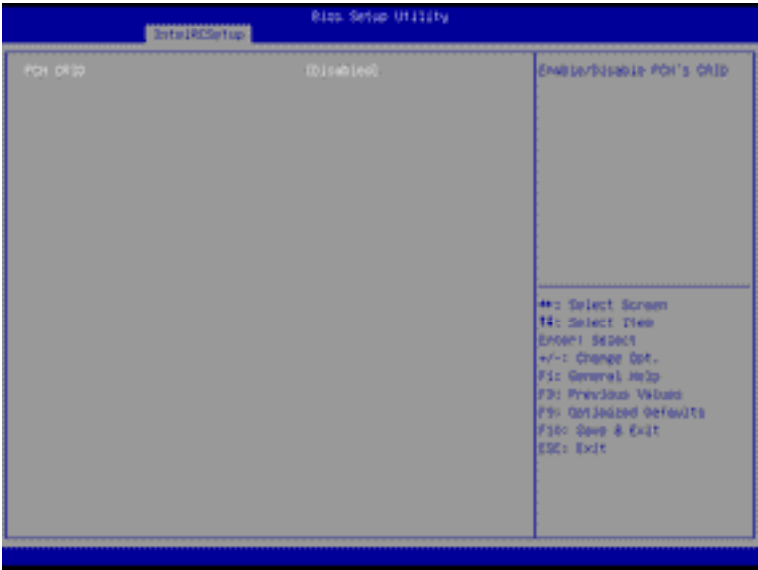 Bios Setup Utility
IntelRCSetup
PCH CRID [Disabled]
Enable/Disable PCH's CRID
→←: Select Screen
↑↓: Select Item
Enter: Select
+/-: Change Opt.
F1: General Help
F3: Previous Values
F9: Optimized Defaults
F10: Save & Exit
ESC: Exit